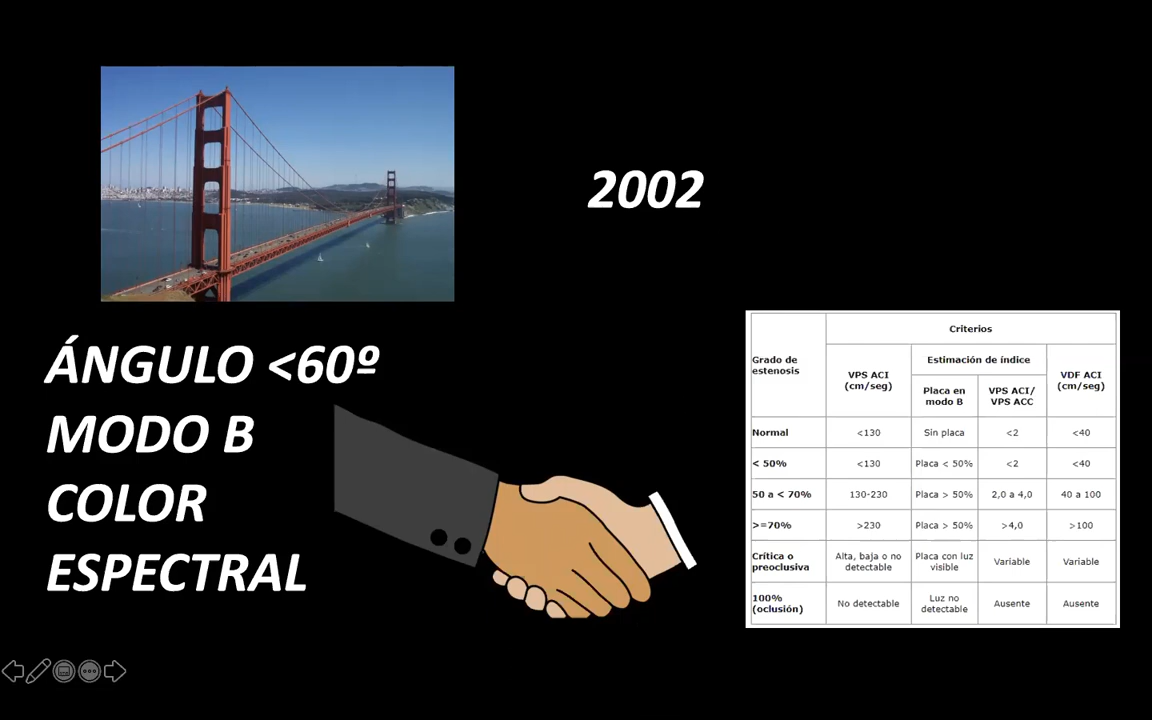 2002
ÁNGULO <60º
MODO B
COLOR
ESPECTRAL
Grado de estenosis
Criterios
VPS ACI (cm/seg)
Estimación de índice
VDF ACI (cm/seg)
Placa en modo B
VPS ACI/ VPS ACC
Normal <130 Sin placa <2 <40
< 50% <130 Placa < 50% <2 <40
50 a < 70% 130-230 Placa > 50% 2,0 a 4,0 40 a 100
>=70% >230 Placa > 50% >4,0 >100
Crítica o preoclusiva Alta, baja o no detectable Placa con luz visible Variable Variable
100% (oclusión) No detectable Luz no detectable Ausente Ausente